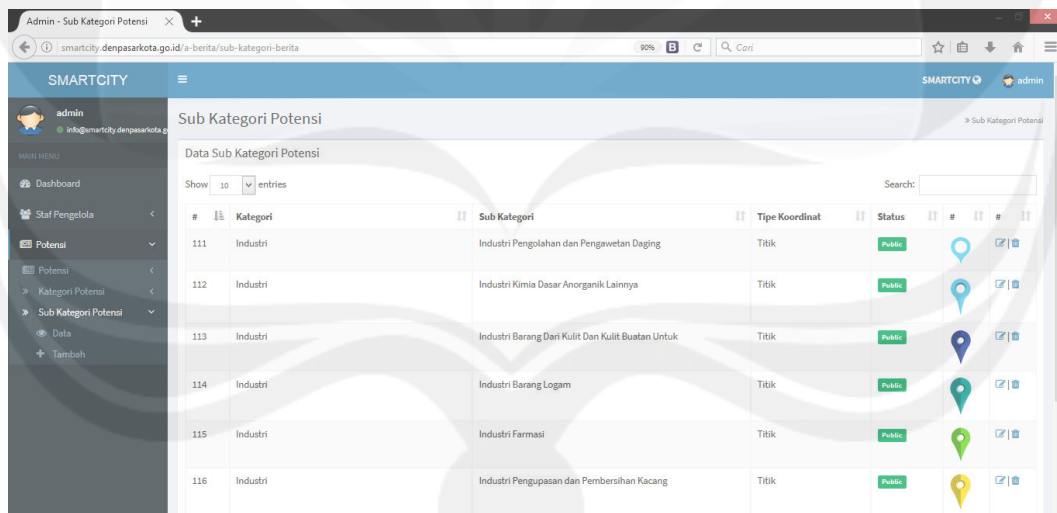 Admin - Sub Kategori Potensi
smartcity.denpasarkota.go.id/a-berita/sub-kategori-berita 90% B Cari
SMARTCITY SMARTCITY admin
admin
info@smartcity.denpasarkota.g
Sub Kategori Potensi » Sub Kategori Potensi
MAIN MENU
Dashboard
Staf Pengelola
Potensi
Potensi
» Kategori Potensi
» Sub Kategori Potensi
Data
Tambah
Data Sub Kategori Potensi
Show 10 entries Search:
# Kategori Sub Kategori Tipe Koordinat Status # #
111 Industri Industri Pengolahan dan Pengawetan Daging Titik Public
112 Industri Industri Kimia Dasar Anorganik Lainnya Titik Public
113 Industri Industri Barang Dari Kulit Dan Kulit Buatan Untuk Titik Public
114 Industri Industri Barang Logam Titik Public
115 Industri Industri Farmasi Titik Public
116 Industri Industri Pengupasan dan Pembersihan Kacang Titik Public